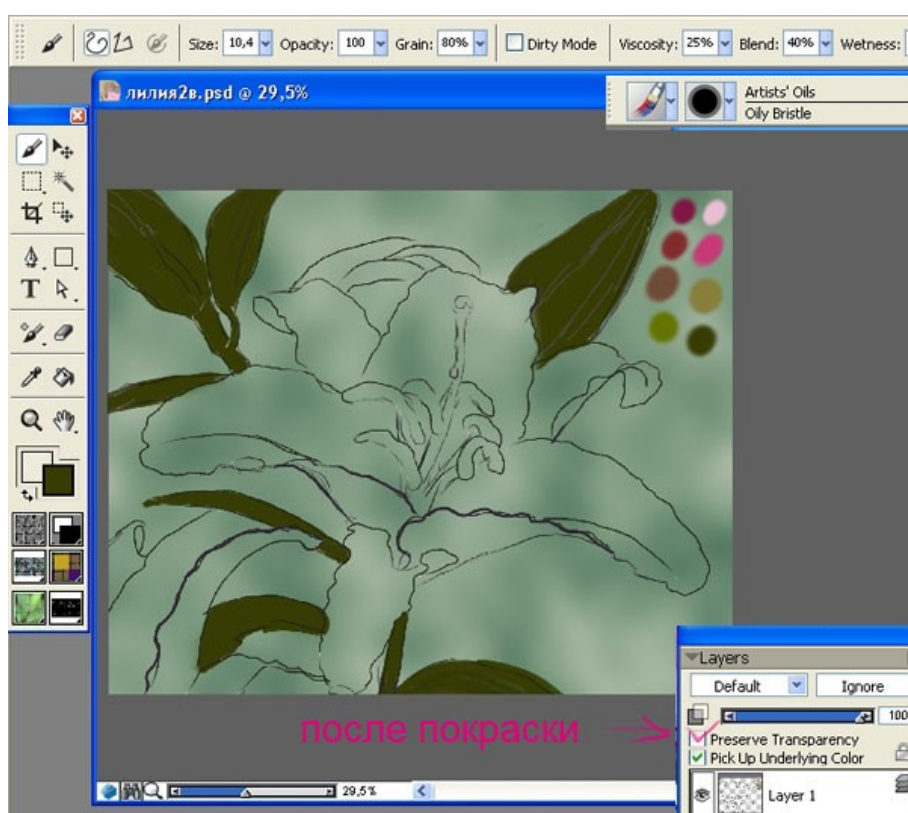 Size: 10,4 Opacity: 100 Grain: 80% Dirty Mode Viscosity: 25% Blend: 40% Wetness:
лилия2в.psd @ 29,5%
Artists' Oils
Oily Bristle
T
Layers
Default Ignore
100
после покраски
Preserve Transparency
Pick Up Underlying Color
29,5%
Layer 1